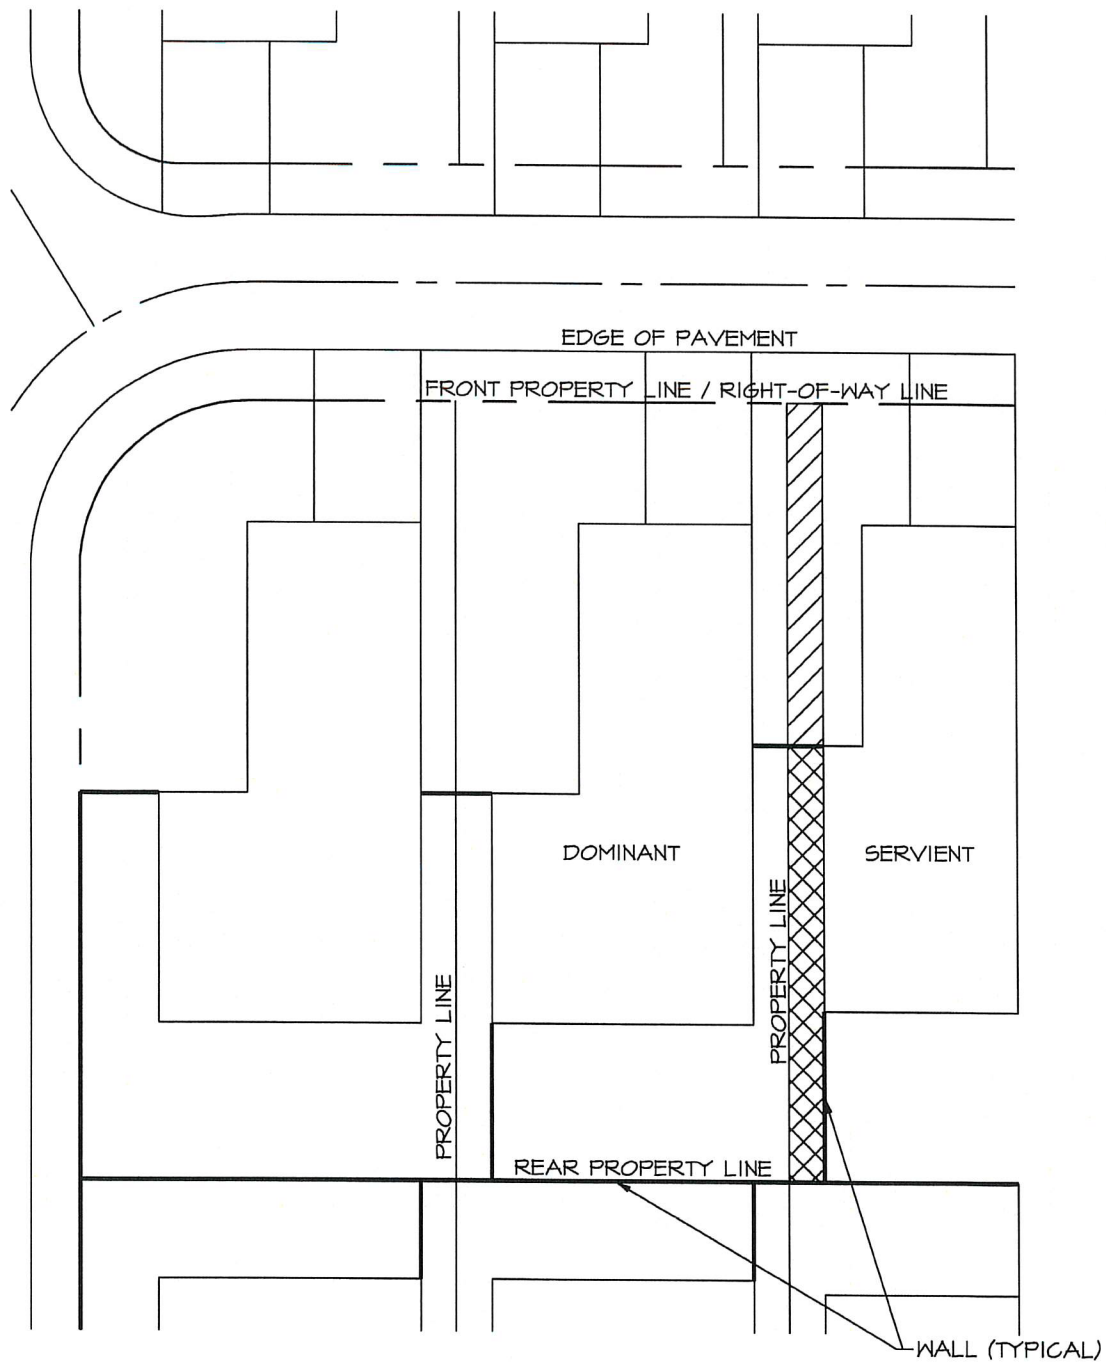 EDGE OF PAVEMENT
FRONT PROPERTY LINE / RIGHT-OF-WAY LINE
DOMINANT
SERVIENT
PROPERTY LINE
PROPERTY LINE
REAR PROPERTY LINE
WALL (TYPICAL)